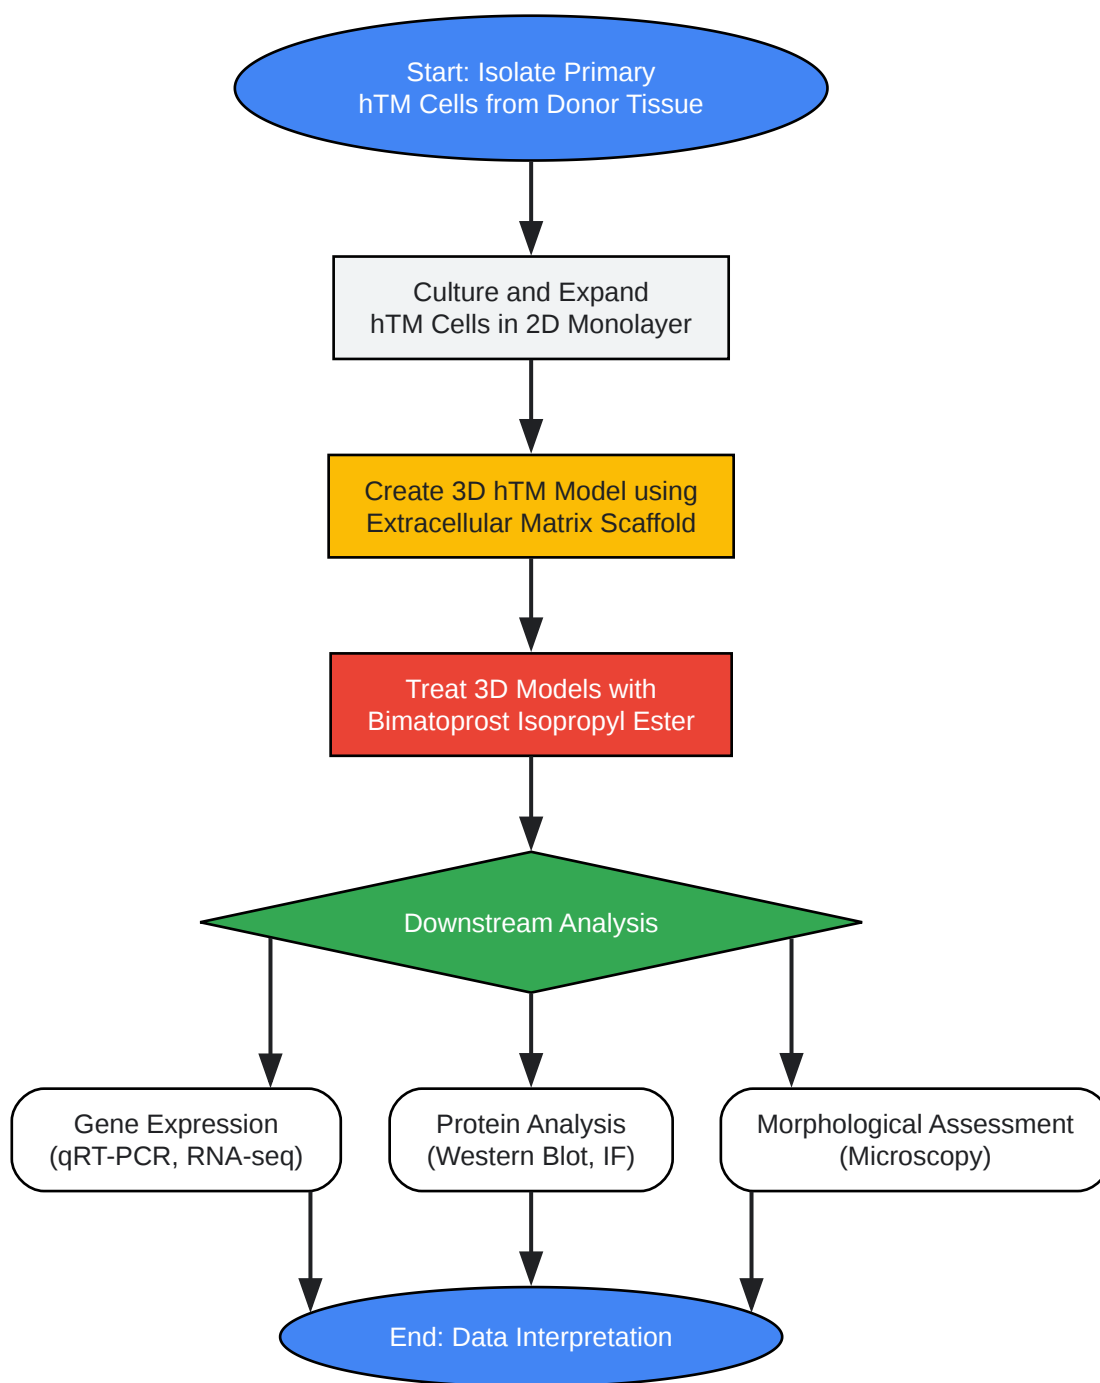 Start: Isolate Primary
hTM Cells from Donor Tissue
Culture and Expand
hTM Cells in 2D Monolayer
Create 3D hTM Model using
Extracellular Matrix Scaffold
Treat 3D Models with
Bimatoprost Isopropyl Ester
Downstream Analysis
Gene Expression
(qRT-PCR, RNA-seq)
Protein Analysis
(Western Blot, IF)
Morphological Assessment
(Microscopy)
End: Data Interpretation